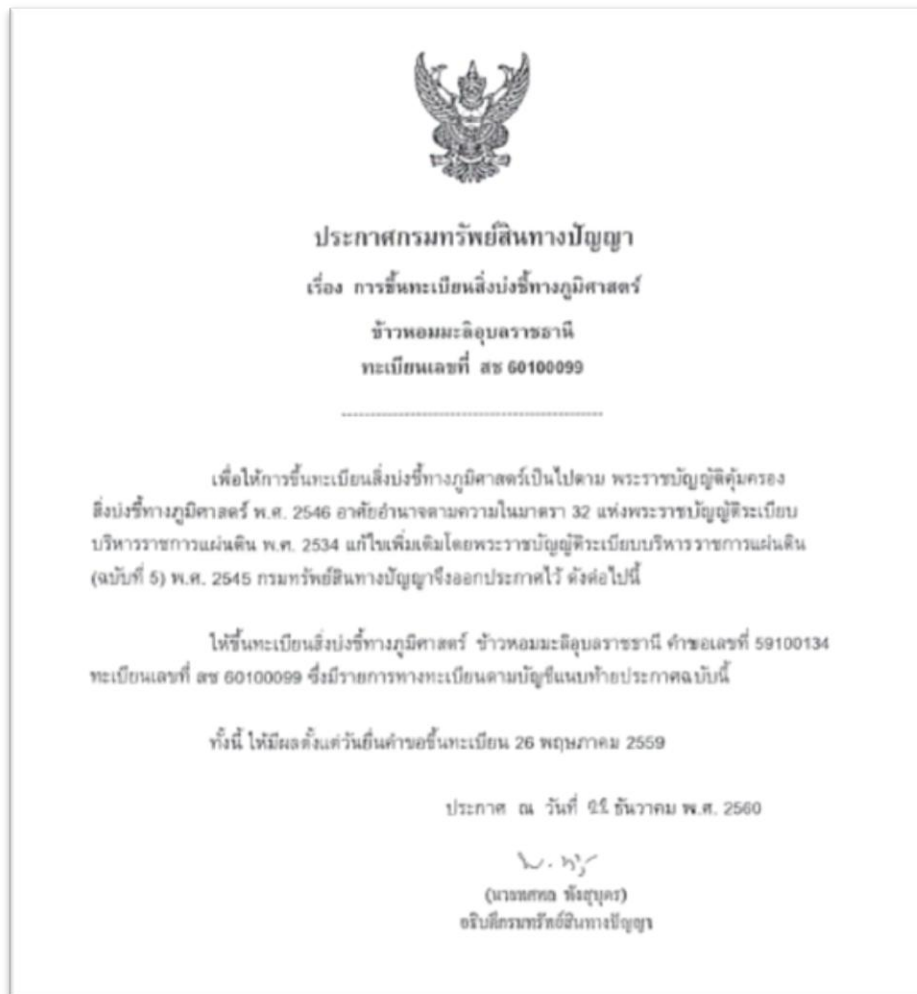 ประกาศกรมทรัพย์สินทางปัญญา
เรื่อง การขึ้นทะเบียนสิ่งบ่งชี้ทางภูมิศาสตร์
ข้าวหอมมะลิอุบลราชธานี
ทะเบียนเลขที่ สช 60100099
เพื่อให้การขึ้นทะเบียนสิ่งบ่งชี้ทางภูมิศาสตร์เป็นไปตาม พระราชบัญญัติคุ้มครอง
สิ่งบ่งชี้ทางภูมิศาสตร์ พ.ศ. 2546 อาศัยอำนาจตามความในมาตรา 32 แห่งพระราชบัญญัติระเบียบ
บริหารราชการแผ่นดิน พ.ศ. 2534 แก้ไขเพิ่มเติมโดยพระราชบัญญัติระเบียบบริหารราชการแผ่นดิน
(ฉบับที่ 5) พ.ศ. 2545 กรมทรัพย์สินทางปัญญาจึงออกประกาศไว้ ดังต่อไปนี้
ให้ขึ้นทะเบียนสิ่งบ่งชี้ทางภูมิศาสตร์ ข้าวหอมมะลิอุบลราชธานี คำขอเลขที่ 59100134
ทะเบียนเลขที่ สช 60100099 ซึ่งมีรายการทางทะเบียนตามบัญชีแนบท้ายประกาศฉบับนี้
ทั้งนี้ ให้มีผลตั้งแต่วันยื่นคำขอขึ้นทะเบียน 26 พฤษภาคม 2559
ประกาศ ณ วันที่ ธันวาคม พ.ศ. 2560
(นายทศพล ทังสุบุตร)
อธิบดีกรมทรัพย์สินทางปัญญา